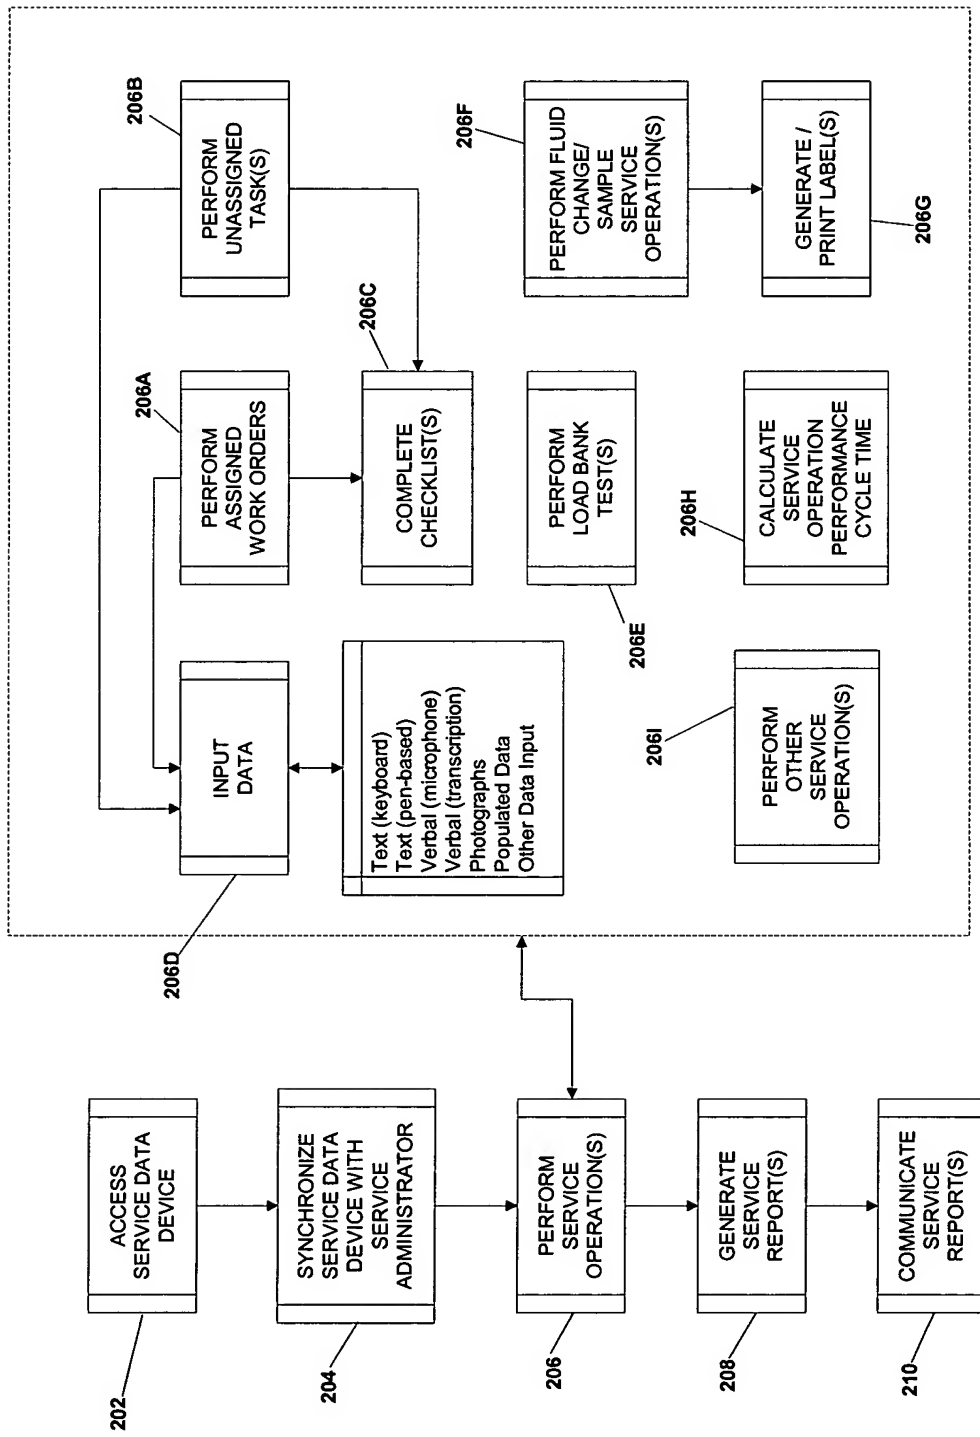 202
ACCESS
SERVICE DATA
DEVICE
204
SYNCHRONIZE
SERVICE DATA
DEVICE WITH
SERVICE
ADMINISTRATOR
206
PERFORM
SERVICE
OPERATION(S)
208
GENERATE
SERVICE
REPORT(S)
210
COMMUNICATE
SERVICE
REPORT(S)
206D
INPUT
DATA
206A
PERFORM
ASSIGNED
WORK ORDERS
206B
PERFORM
UNASSIGNED
TASK(S)
Text (keyboard)
Text (pen-based)
Verbal (microphone)
Verbal (transcription)
Photographs
Populated Data
Other Data Input
206C
COMPLETE
CHECKLIST(S)
206E
PERFORM
LOAD BANK
TEST(S)
206F
PERFORM FLUID
CHANGE/
SAMPLE
SERVICE
OPERATION(S)
206I
PERFORM
OTHER
SERVICE
OPERATION(S)
206H
CALCULATE
SERVICE
OPERATION
PERFORMANCE
CYCLE TIME
206G
GENERATE /
PRINT LABEL(S)